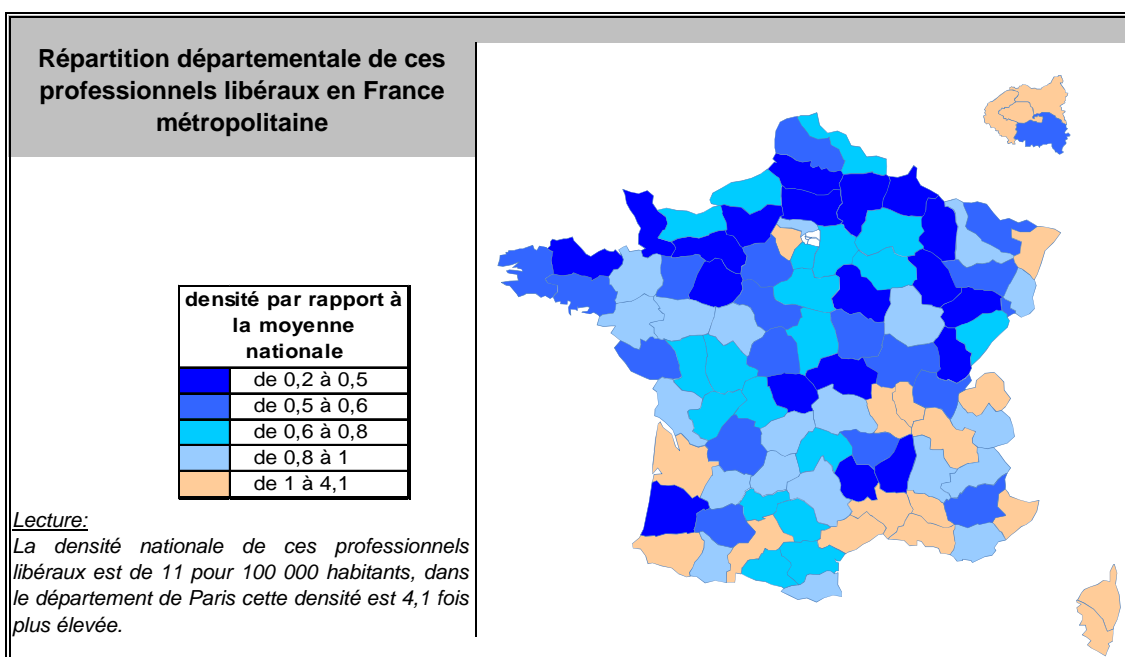 Répartition départementale de ces
professionnels libéraux en France
métropolitaine
densité par rapport à
la moyenne
nationale
de 0,2 à 0,5
de 0,5 à 0,6
de 0,6 à 0,8
de 0,8 à 1
de 1 à 4,1
Lecture:
La densité nationale de ces professionnels
libéraux est de 11 pour 100 000 habitants, dans
le département de Paris cette densité est 4,1 fois
plus élevée.